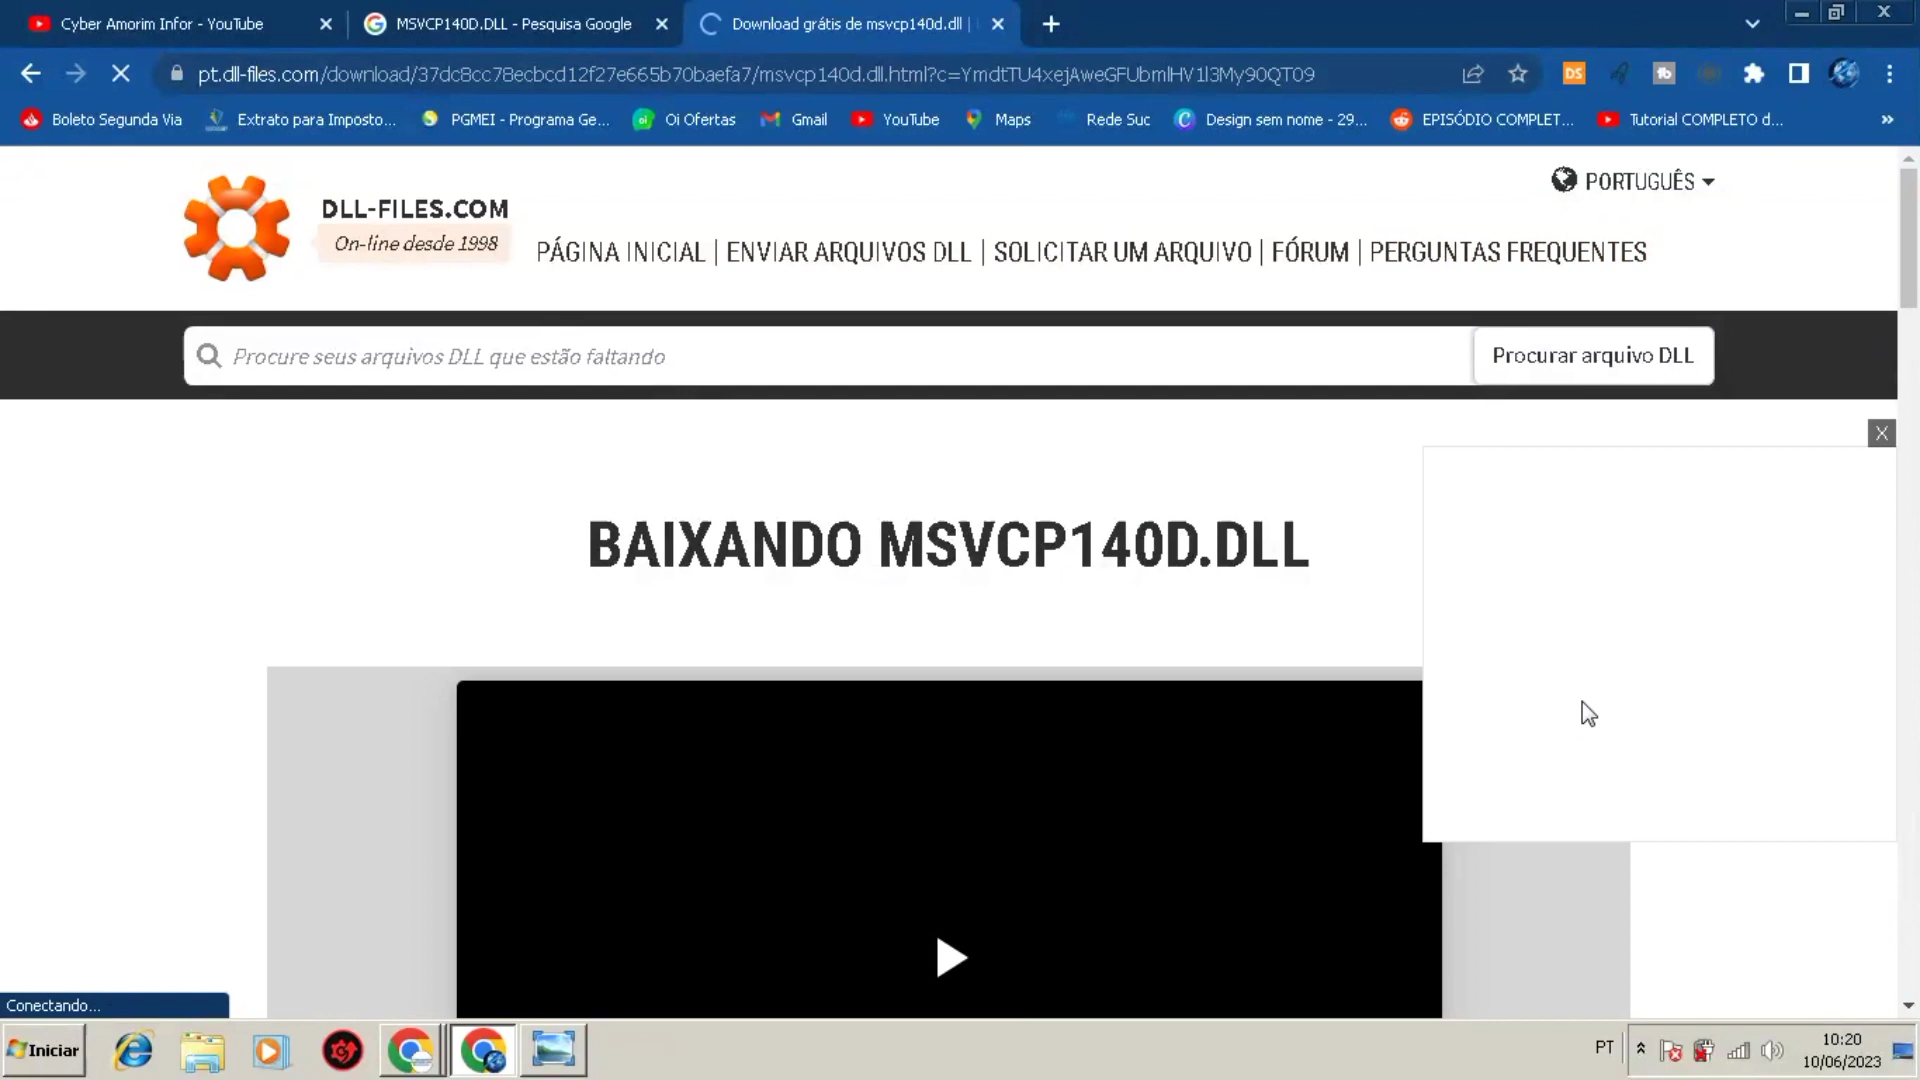 Cyber Amorim Infor - YouTube
MSVCP140D.DLL - Pesquisa Google
Download grátis de msvcp140d.dll |
pt.dll-files.com/download/37dc8cc78ecbcd12f27e665b70baefa7/msvcp140d.dll.html?c=YmdtTU4xejAweGFUbmlHV1l3My90QT09
Boleto Segunda Via
Extrato para Imposto...
PGMEI - Programa Ge...
Oi Ofertas
Gmail
YouTube
Maps
Rede Suc
Design sem nome - 29...
EPISÓDIO COMPLET...
Tutorial COMPLETO d...
»
PORTUGUÊS
DLL-FILES.COM
On-line desde 1998
PÁGINA INICIAL | ENVIAR ARQUIVOS DLL | SOLICITAR UM ARQUIVO | FÓRUM | PERGUNTAS FREQUENTES
Procure seus arquivos DLL que estão faltando
Procurar arquivo DLL
X
BAIXANDO MSVCP140D.DLL
Conectando...
Iniciar
PT
10:20
10/06/2023